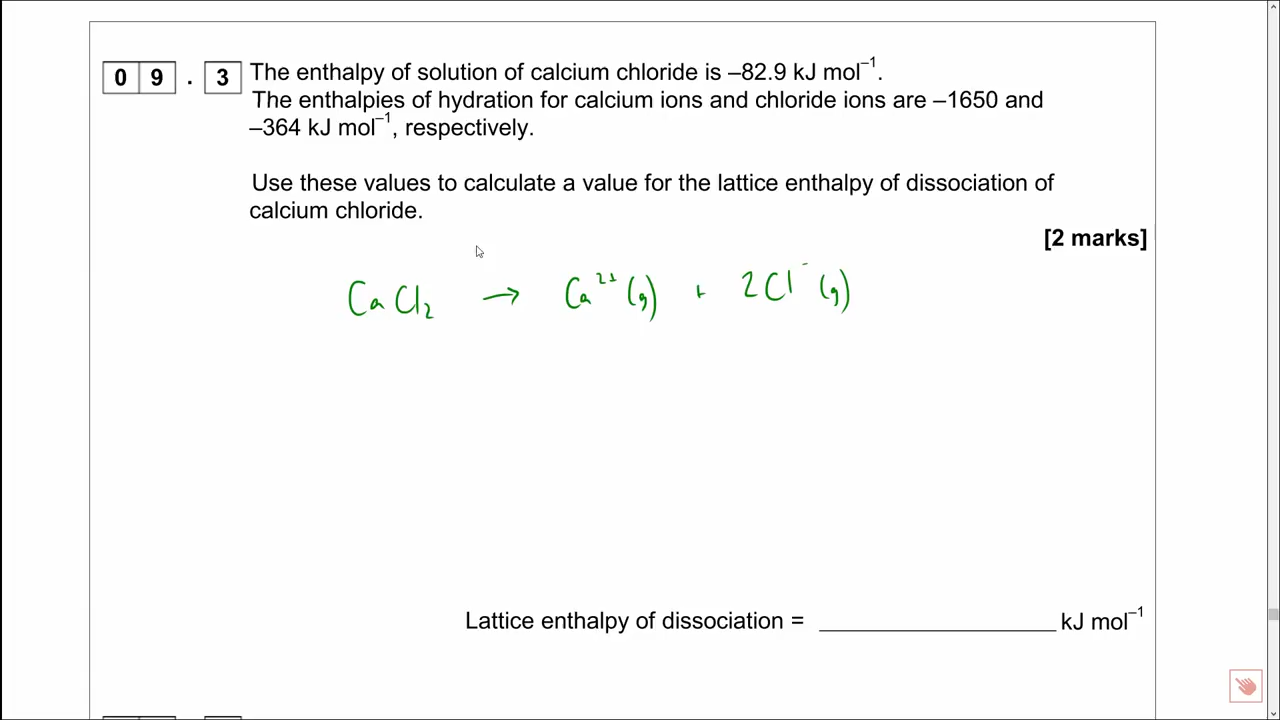 0 9 . 3 The enthalpy of solution of calcium chloride is –82.9 kJ mol⁻¹.
The enthalpies of hydration for calcium ions and chloride ions are –1650 and
–364 kJ mol⁻¹, respectively.
Use these values to calculate a value for the lattice enthalpy of dissociation of
calcium chloride.
[2 marks]
CaCl₂ → Ca²⁺(g) + 2Cl⁻(g)
Lattice enthalpy of dissociation = ____________________ kJ mol⁻¹